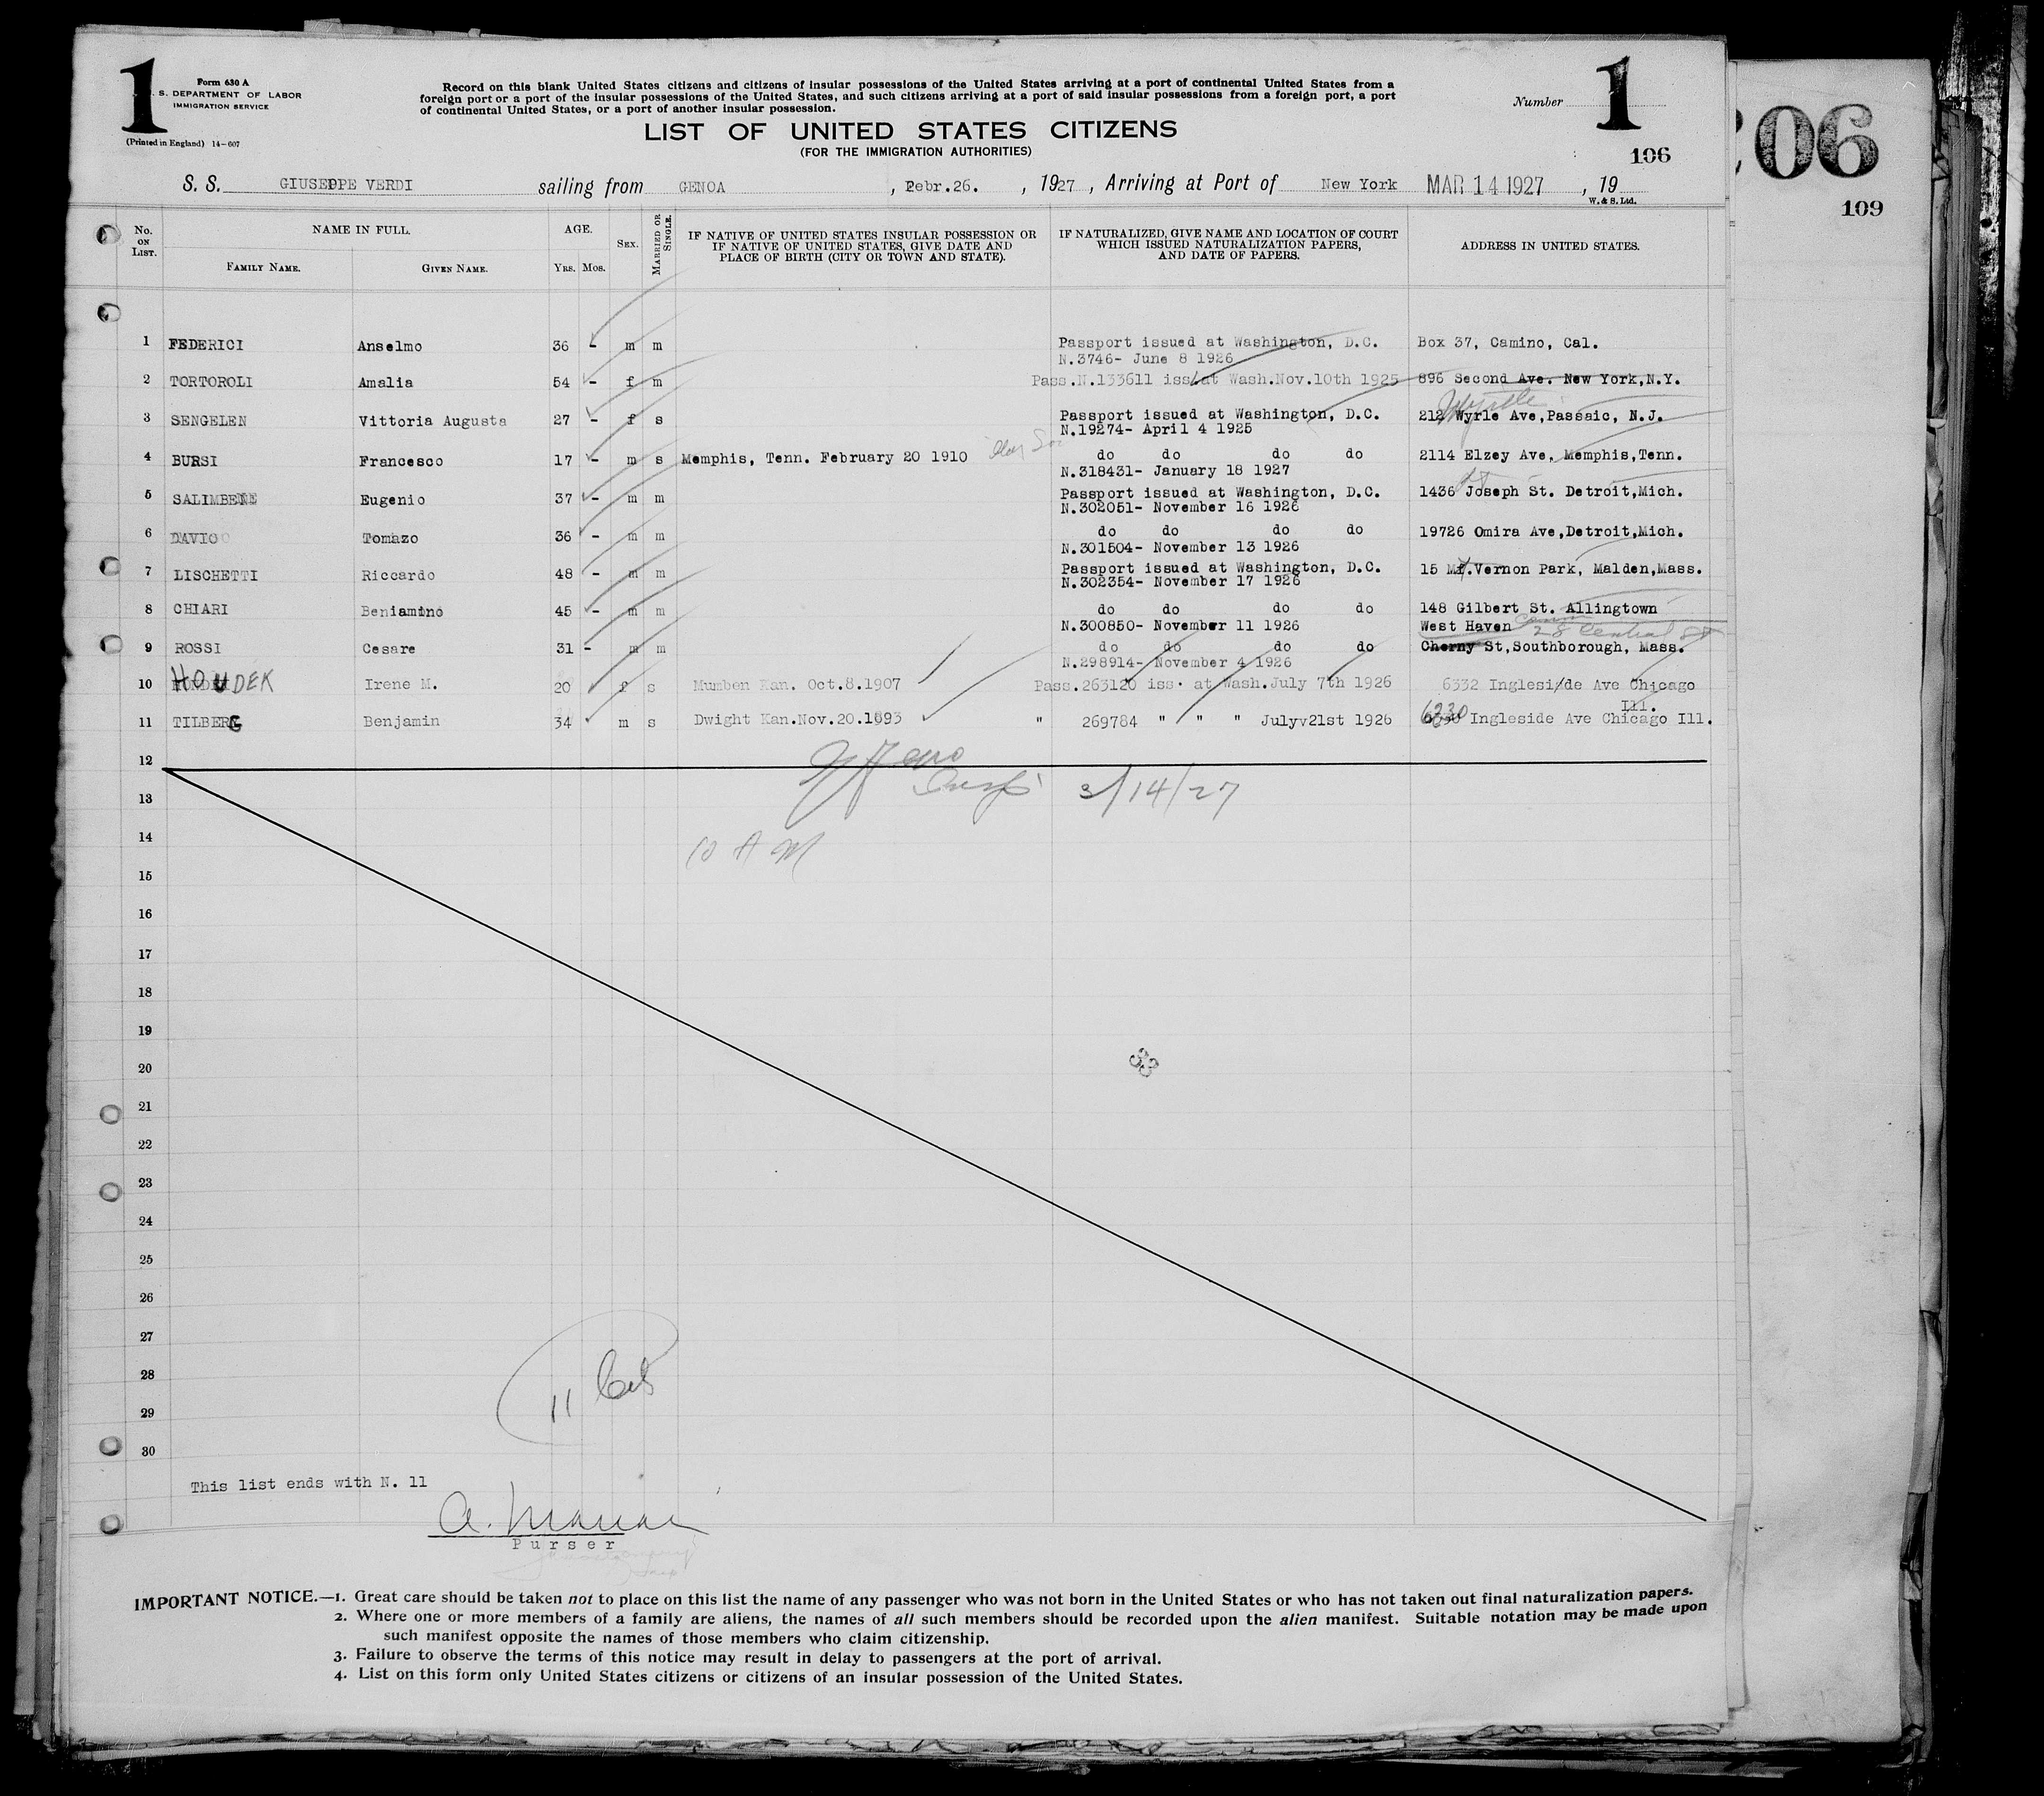 1
Form 630 A
S. DEPARTMENT OF LABOR
IMMIGRATION SERVICE
(Printed in England) 14-607
Record on this blank United States citizens and citizens of insular possessions of the United States arriving at a port of continental United States from a
foreign port or a port of the insular possessions of the United States, and such citizens arriving at a port of said insular possessions from a foreign port, a port
of continental United States, or a port of another insular possession.
LIST OF UNITED STATES CITIZENS
(FOR THE IMMIGRATION AUTHORITIES)
Number 1
106
06
109
S. S. GIUSEPPE VERDI sailing from GENOA , Febr.26. , 1927 , Arriving at Port of New York MAR 14 1927 , 19
W. & S. Ltd.
No. ON LIST.
NAME IN FULL.
FAMILY NAME.
GIVEN NAME.
AGE.
YRS. MOS.
SEX.
MARRIED OR SINGLE.
IF NATIVE OF UNITED STATES INSULAR POSSESSION OR
IF NATIVE OF UNITED STATES, GIVE DATE AND
PLACE OF BIRTH (CITY OR TOWN AND STATE).
IF NATURALIZED, GIVE NAME AND LOCATION OF COURT
WHICH ISSUED NATURALIZATION PAPERS,
AND DATE OF PAPERS.
ADDRESS IN UNITED STATES.
1 FEDERICI Anselmo 36 - m m Passport issued at Washington, D.C. Box 37, Camino, Cal.
N.3746- June 8 1926
2 TORTOROLI Amalia 54 - f m Pass.N.133611 iss.at Wash.Nov.10th 1925 896 Second Ave. New York,N.Y.
Myrtle
3 SENGELEN Vittoria Augusta 27 - f s Passport issued at Washington, D.C. 212 Wyrle Ave,Passaic, N.J.
N.19274- April 4 1925
4 BURSI Francesco 17 - m s Memphis, Tenn. February 20 1910 do do do do 2114 Elzey Ave, Memphis,Tenn.
N.318431- January 18 1927
5 SALIMBENE Eugenio 37 - m m Passport issued at Washington, D.C. 1436 Joseph St. Detroit,Mich.
N.302051- November 16 1926
6 DAVIO Tomazo 36 - m m do do do do 19726 Omira Ave,Detroit,Mich.
N.301504- November 13 1926
7 LISCHETTI Riccardo 48 - m m Passport issued at Washington, D.C. 15 Mt.Vernon Park, Malden,Mass.
N.302354- November 17 1926
8 CHIARI Beniamino 45 - m m do do do do 148 Gilbert St. Allingtown
N.300850- November 11 1926 West Haven Conn
28 Central St
9 ROSSI Cesare 31 - m m do do do do Cherny St,Southborough, Mass.
N.298914- November 4 1926
10 HOUDEK Irene M. 20 f s Mumben Kan. Oct.8.1907 Pass.263120 iss. at Wash.July 7th 1926 6332 Inglesi/de Ave Chicago
Ill.
11 TILBERG Benjamin 34 m s Dwight Kan.Nov.20.1893 " 269784 " " " Julyv21st 1926 6230 Ingleside Ave Chicago Ill.
12
3/14/27
13
14
10 A M
15
16
17
18
19
20
33
21
22
23
24
25
26
27
28
11
29
30
This list ends with N. 11
Purser
IMPORTANT NOTICE.—1. Great care should be taken not to place on this list the name of any passenger who was not born in the United States or who has not taken out final naturalization papers.
2. Where one or more members of a family are aliens, the names of all such members should be recorded upon the alien manifest. Suitable notation may be made upon
such manifest opposite the names of those members who claim citizenship.
3. Failure to observe the terms of this notice may result in delay to passengers at the port of arrival.
4. List on this form only United States citizens or citizens of an insular possession of the United States.